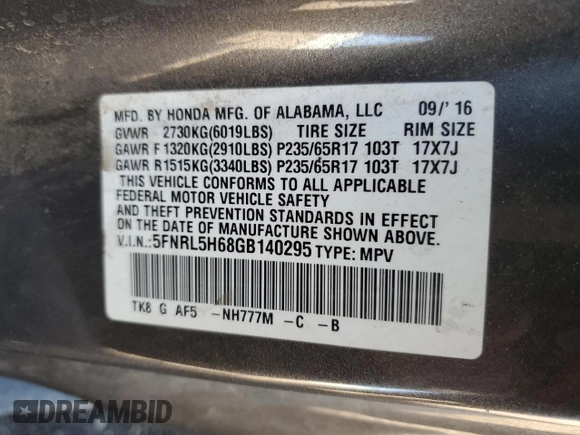 MFD. BY HONDA MFG. OF ALABAMA, LLC 09/' 16
GVWR 2730KG(6019LBS) TIRE SIZE RIM SIZE
GAWR F1320KG(2910LBS) P235/65R17 103T 17X7J
GAWR R1515KG(3340LBS) P235/65R17 103T 17X7J
THIS VEHICLE CONFORMS TO ALL APPLICABLE
FEDERAL MOTOR VEHICLE SAFETY
AND THEFT PREVENTION STANDARDS IN EFFECT
ON THE DATE OF MANUFACTURE SHOWN ABOVE.
V.I.N.:5FNRL5H68GB140295 TYPE: MPV
TK8 G AF5 -NH777M -C -B
DREAMBID